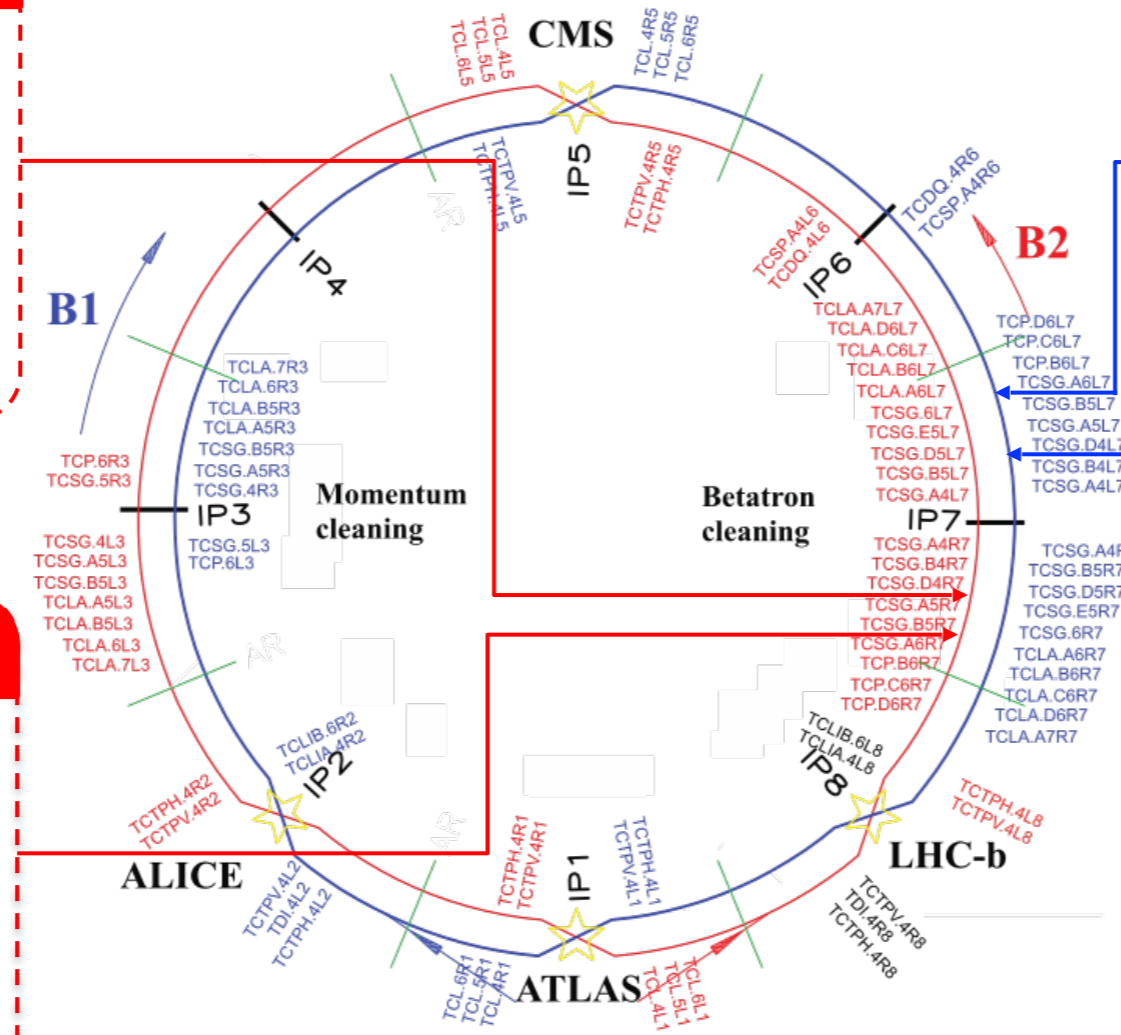 CMS
TCL.4L5
TCL.5L5
TCL.6L5
TCL.4R5
TCL.5R5
TCL.6R5
IP5
TCTPV.4L5
TCTPH.4L5
TCTPV.4R5
TCTPH.4R5
AR
TCDQ.4R6
TCSP.A4R6
TCSP.A4L6
TCDQ.4L6
IP6
B2
IP4
B1
TCLA.7R3
TCLA.6R3
TCLA.B5R3
TCLA.A5R3
TCSG.B5R3
TCSG.A5R3
TCSG.4R3
TCP.6R3
TCSG.5R3
IP3
TCSG.5L3
TCP.6L3
TCSG.4L3
TCSG.A5L3
TCSG.B5L3
TCLA.A5L3
TCLA.B5L3
TCLA.6L3
TCLA.7L3
AR
Momentum
cleaning
Betatron
cleaning
TCLA.A7L7
TCLA.D6L7
TCLA.C6L7
TCLA.B6L7
TCLA.A6L7
TCSG.6L7
TCSG.E5L7
TCSG.D5L7
TCSG.B5L7
TCSG.A4L7
IP7
TCSG.A4R7
TCSG.B4R7
TCSG.D4R7
TCSG.A5R7
TCSG.B5R7
TCSG.A6R7
TCP.B6R7
TCP.C6R7
TCP.D6R7
TCP.D6L7
TCP.C6L7
TCP.B6L7
TCSG.A6L7
TCSG.B5L7
TCSG.A5L7
TCSG.D4L7
TCSG.B4L7
TCSG.A4L7
TCSG.A4R
TCSG.B5R7
TCSG.D5R7
TCSG.E5R7
TCSG.6R7
TCLA.A6R7
TCLA.B6R7
TCLA.C6R7
TCLA.D6R7
TCLA.A7R7
TCLIB.6R2
TCLIA.4R2
IP2
TCTPH.4R2
TCTPV.4R2
ALICE
TCTPV.4L2
TDI.4L2
TCTPH.4L2
AR
TCLIB.6L8
TCLIA.4L8
IP8
TCTPH.4L8
TCTPV.4L8
LHC-b
TCTPV.4R8
TDI.4R8
TCTPH.4R8
TCTPH.4R1
TCTPV.4R1
IP1
TCTPH.4L1
TCTPV.4L1
TCL.6R1
TCL.5R1
TCL.4R1
ATLAS
TCL.6L1
TCL.5L1
TCL.4L1